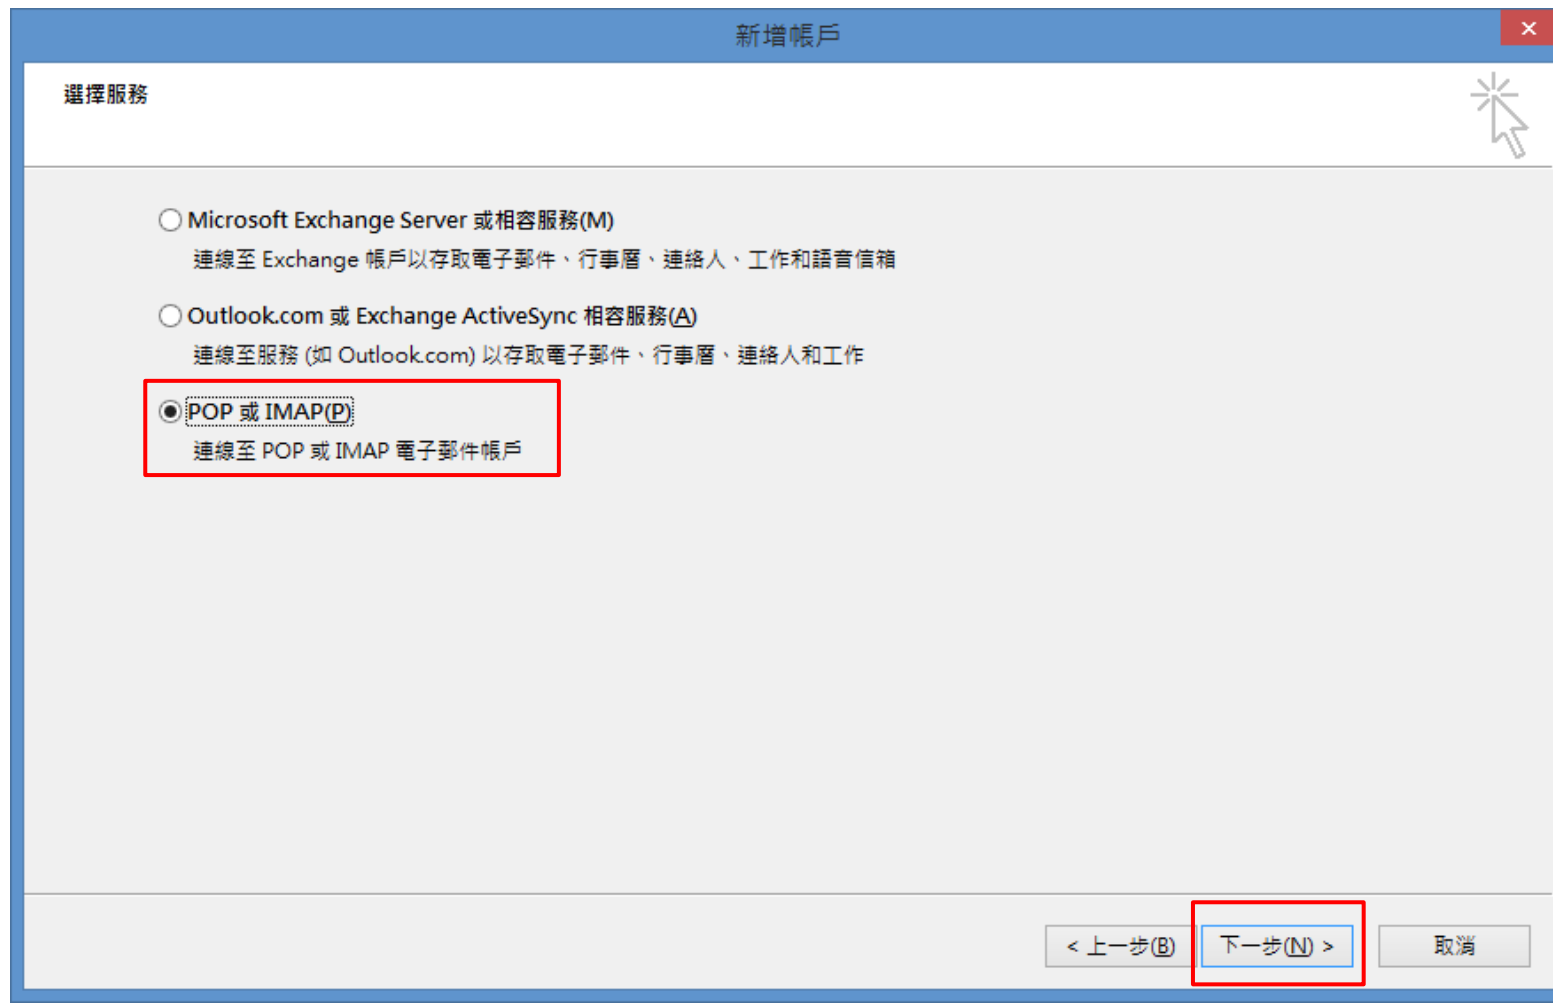 新增帳戶
選擇服務
Microsoft Exchange Server 或相容服務(M)
連線至 Exchange 帳戶以存取電子郵件、行事曆、連絡人、工作和語音信箱
Outlook.com 或 Exchange ActiveSync 相容服務(A)
連線至服務 (如 Outlook.com) 以存取電子郵件、行事曆、連絡人和工作
POP 或 IMAP(P)
連線至 POP 或 IMAP 電子郵件帳戶
< 上一步(B) 下一步(N) > 取消